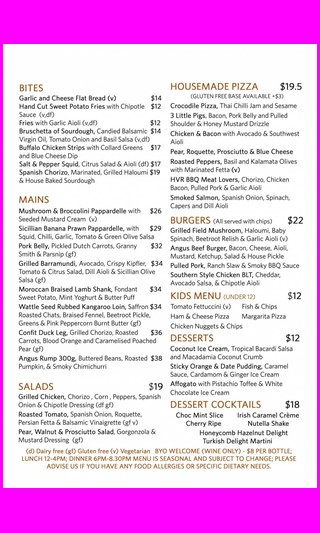 BITES
Garlic and Cheese Flat Bread (v) $14
Hand Cut Sweet Potato Fries with Chipotle $12
Sauce (v,df)
Fries with Garlic Aioli (v,df) $12
Bruschetta of Sourdough, Candied Balsamic $14
Virgin Oil, Tomato Onion and Basil Salsa (v,df)
Buffalo Chicken Strips with Collard Greens $17
and Blue Cheese Dip
Salt & Pepper Squid, Citrus Salad & Aioli (df) $17
Spanish Chorizo, Marinated, Grilled Haloumi $19
& House Baked Sourdough
MAINS
Mushroom & Broccolini Pappardelle with $26
Seeded Mustard Cream (v)
Sicillian Banana Prawn Pappardelle, with $29
Squid, Chilli, Garlic, Tomato & Green Olive Salsa
Pork Belly, Pickled Dutch Carrots, Granny $32
Smith & Parsnip (gf)
Grilled Barramundi, Avocado, Crispy Kipfler, $34
Tomato & Citrus Salad, Dill Aioli & Sicillian Olive
Salsa (gf)
Moroccan Braised Lamb Shank, Fondant $34
Sweet Potato, Mint Yoghurt & Butter Puff
Wattle Seed Rubbed Kangaroo Loin, Saffron $34
Roasted Chats, Braised Fennel, Beetroot Pickle,
Greens & Pink Peppercorn Burnt Butter (gf)
Confit Duck Leg, Grilled Chorizo, Roasted $36
Carrots, Blood Orange and Caramelised Poached
Pear (gf)
Angus Rump 300g, Buttered Beans, Roasted $38
Pumpkin, & Smoky Chimichurri
SALADS $19
Grilled Chicken, Chorizo , Corn , Peppers, Spanish
Onion & Chipotle Dressing (df gf)
Roasted Tomato, Spanish Onion, Roquette,
Persian Fetta & Balsamic Vinaigrette (gf v)
Pear, Walnut & Prosciutto Salad, Gorgonzola &
Mustard Dressing (gf)
HOUSEMADE PIZZA $19.5
(GLUTEN FREE BASE AVAILABLE +$3)
Crocodile Pizza, Thai Chilli Jam and Sesame
3 Little Pigs, Bacon, Pork Belly and Pulled
Shoulder & Honey Mustard Drizzle
Chicken & Bacon with Avocado & Southwest
Aioli
Pear, Roquette, Prosciutto & Blue Cheese
Roasted Peppers, Basil and Kalamata Olives
with Marinated Fetta (v)
HVR BBQ Meat Lovers, Chorizo, Chicken
Bacon, Pulled Pork & Garlic Aioli
Smoked Salmon, Spanish Onion, Spinach,
Capers and Dill Aioli
BURGERS (All served with chips) $22
Grilled Field Mushroom, Haloumi, Baby
Spinach, Beetroot Relish & Garlic Aioli (v)
Angus Beef Burger, Bacon, Cheese, Aioli,
Mustard, Ketchup, Salad & House Pickle
Pulled Pork, Ranch Slaw & Smoky BBQ Sauce
Southern Style Chicken BLT, Cheddar,
Avocado, Salsa, & Chipotle Aioli
KIDS MENU (UNDER 12) $12
Tomato Fettuccini (v) Fish & Chips
Ham & Cheese Pizza Margarita Pizza
Chicken Nuggets & Chips
DESSERTS $12
Coconut Ice Cream, Tropical Bacardi Salsa
and Macadamia Coconut Crumb
Sticky Orange & Date Pudding, Caramel
Sauce, Cardamom & Ginger Ice Cream
Affogato with Pistachio Toffee & White
Chocolate Ice Cream
DESSERT COCKTAILS $18
Choc Mint Slice Irish Caramel Crème
Cherry Ripe Nutella Shake
Honeycomb Hazelnut Delight
Turkish Delight Martini
(d) Dairy free (gf) Gluten free (v) Vegetarian BYO WELCOME (WINE ONLY) - $8 PER BOTTLE;
LUNCH 12-4PM; DINNER 6PM-8.30PM MENU IS SEASONAL AND SUBJECT TO CHANGE; PLEASE
ADVISE US IF YOU HAVE ANY FOOD ALLERGIES OR SPECIFIC DIETARY NEEDS.